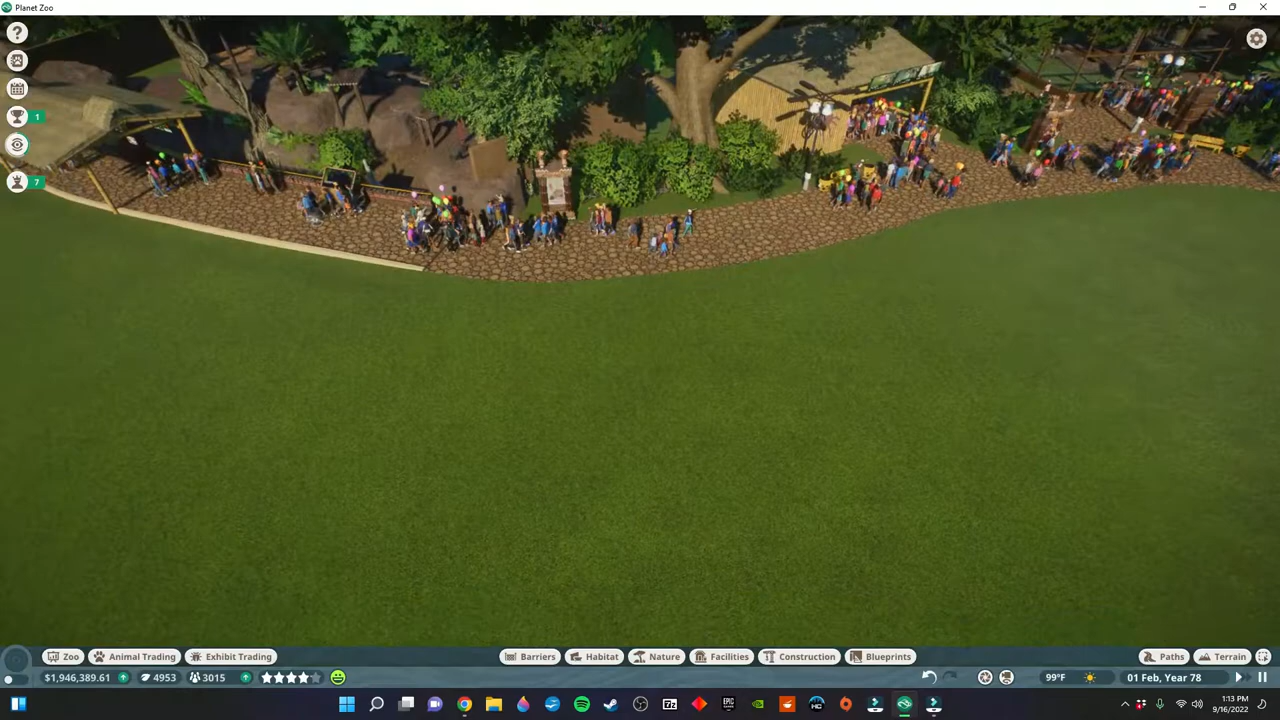 Planet Zoo
?
1
7
Zoo
Animal Trading
Exhibit Trading
Barriers
Habitat
Nature
Facilities
Construction
Blueprints
Paths
Terrain
$1,946,389.61
4953
3015
99°F
01 Feb, Year 78
1:13 PM
9/16/2022